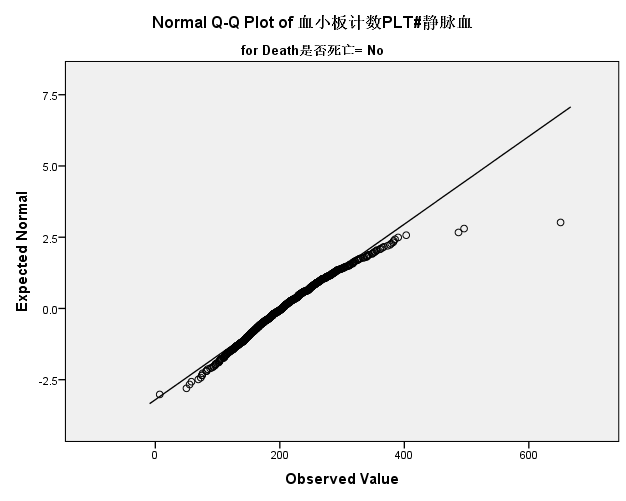 Normal Q-Q Plot of 血小板计数PLT#静脉血
for Death是否死亡= No
7.5
5.0
2.5
0.0
-2.5
Expected Normal
0
200
400
600
Observed Value